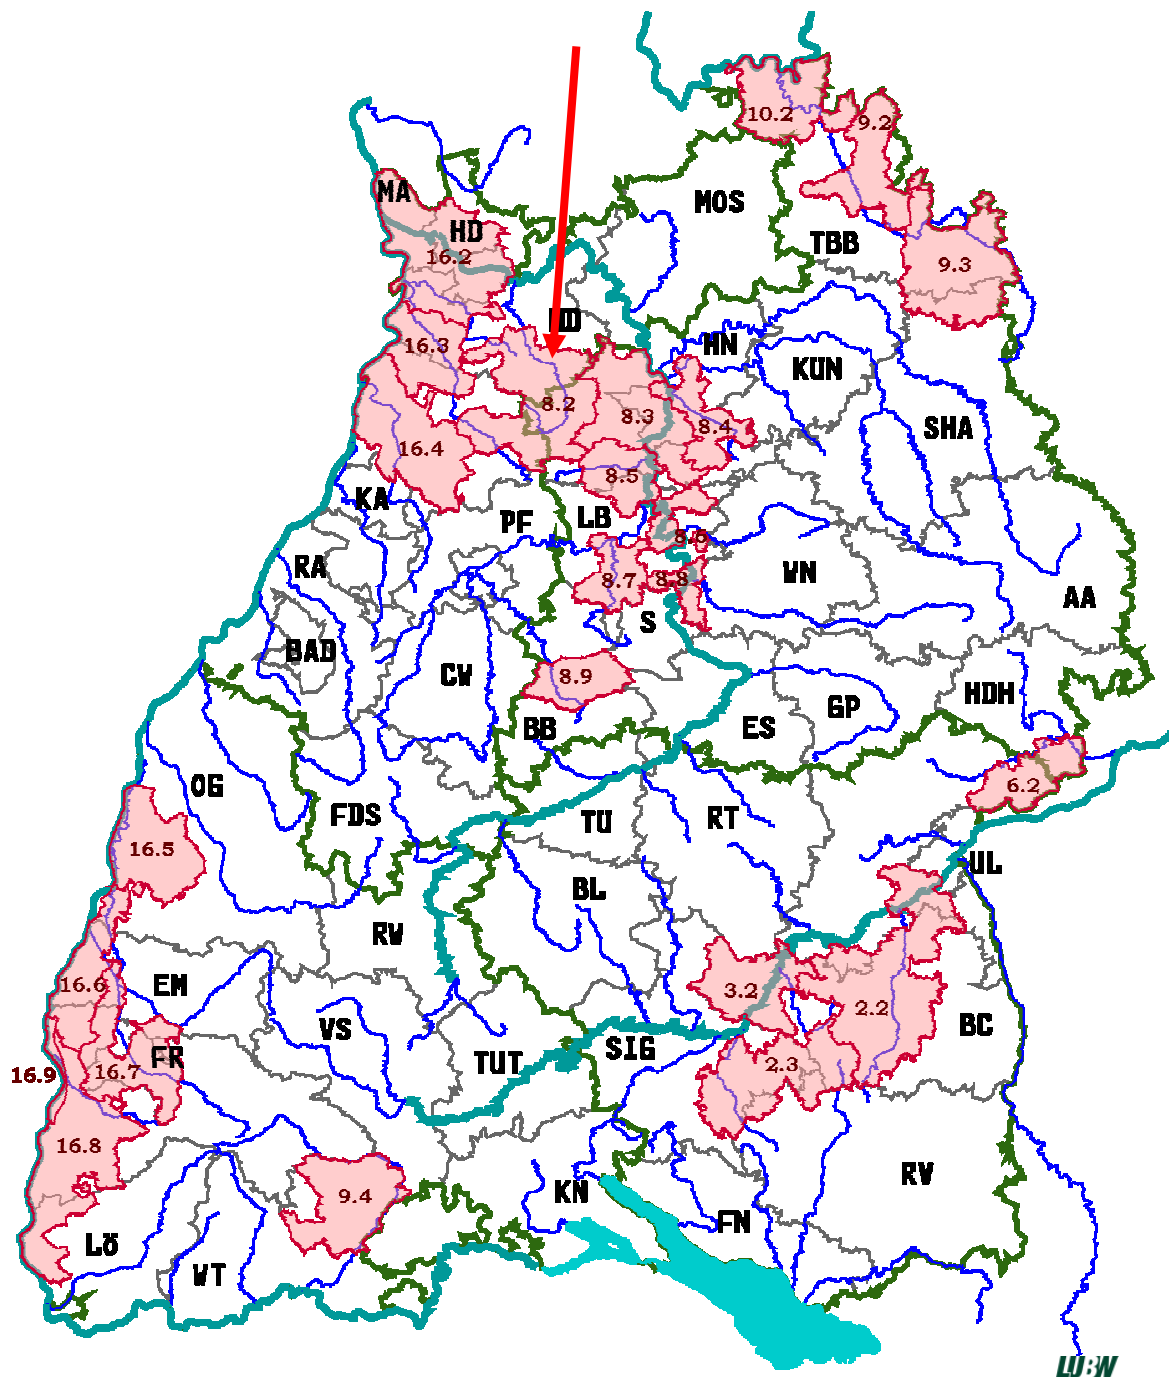 10.2
9.2
MA
MOS
HD
TBB
16.2
9.3
16.3
HN
KUN
8.2
8.3
8.4
SHA
16.4
8.5
KA
PF
LB
8.7
8.8
WN
RA
S
AA
BAD
CW
8.9
HDH
BB
ES
GP
OG
6.2
FDS
TU
RT
16.5
UL
BL
RW
16.6
EM
3.2
2.2
BC
VS
TUT
SIG
FR
16.9
16.7
2.3
16.8
RV
9.4
KN
FN
Lö
WT
LUBW